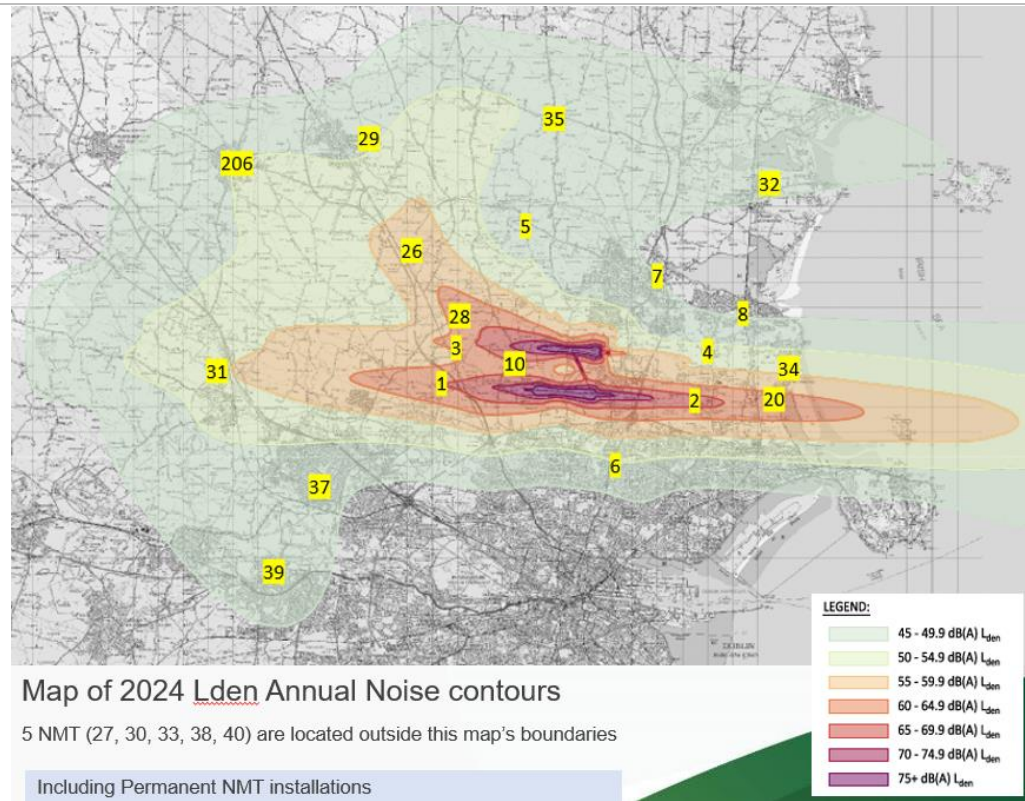 35
29
206
32
5
26
7
8
28
3
4
10
34
31
1
2
20
6
37
39
DUBLIN
LEGEND:
45 - 49.9 dB(A) Lden
50 - 54.9 dB(A) Lden
55 - 59.9 dB(A) Lden
60 - 64.9 dB(A) Lden
65 - 69.9 dB(A) Lden
70 - 74.9 dB(A) Lden
75+ dB(A) Lden
Map of 2024 Lden Annual Noise contours
5 NMT (27, 30, 33, 38, 40) are located outside this map's boundaries
Including Permanent NMT installations